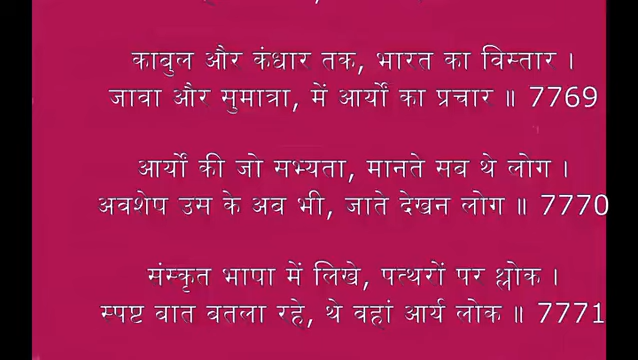 काबुल और कंधार तक, भारत का विस्तार ।
जावा और सुमात्रा, में आर्यों का प्रचार ॥ 7769
आर्यों की जो सभ्यता, मानते सब थे लोग ।
अवशेष उस के अब भी, जाते देखन लोग ॥ 7770
संस्कृत भाषा में लिखे, पत्थरों पर श्लोक ।
स्पष्ट बात बतला रहे, थे वहां आर्य लोक ॥ 7771